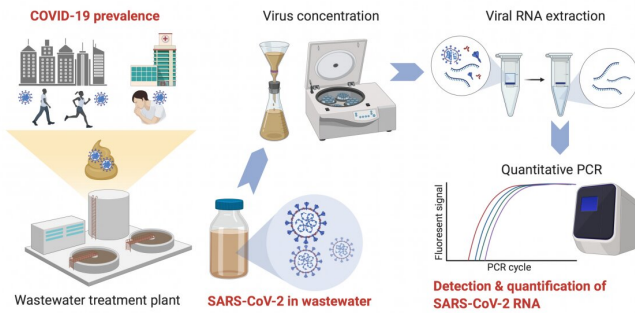 COVID-19 prevalence
Virus concentration
Viral RNA extraction
Quantitative PCR
Fluoresent signal
PCR cycle
Wastewater treatment plant
SARS-CoV-2 in wastewater
Detection & quantification of
SARS-CoV-2 RNA